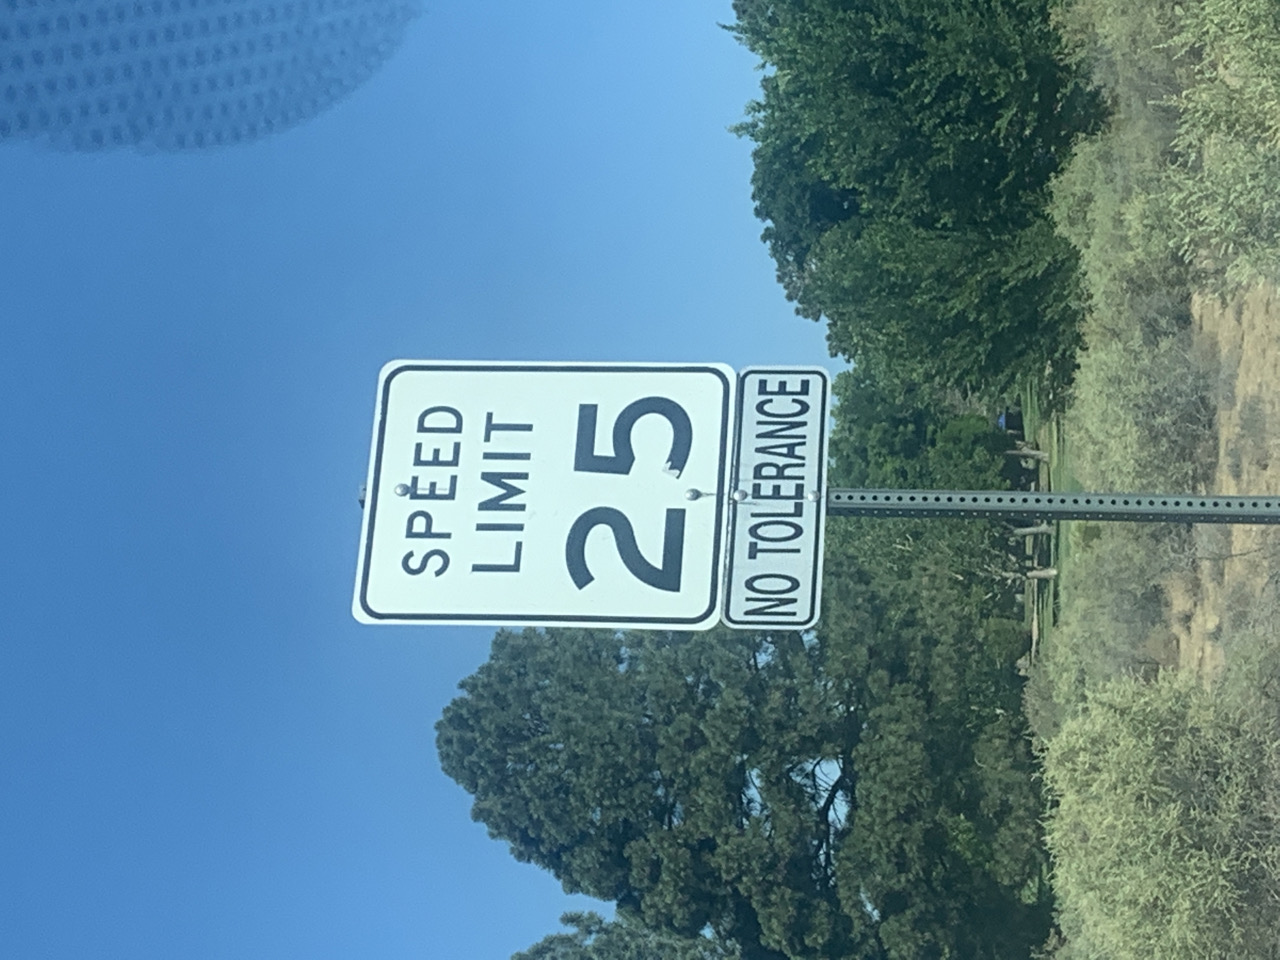 SPEED
LIMIT
25
NO TOLERANCE